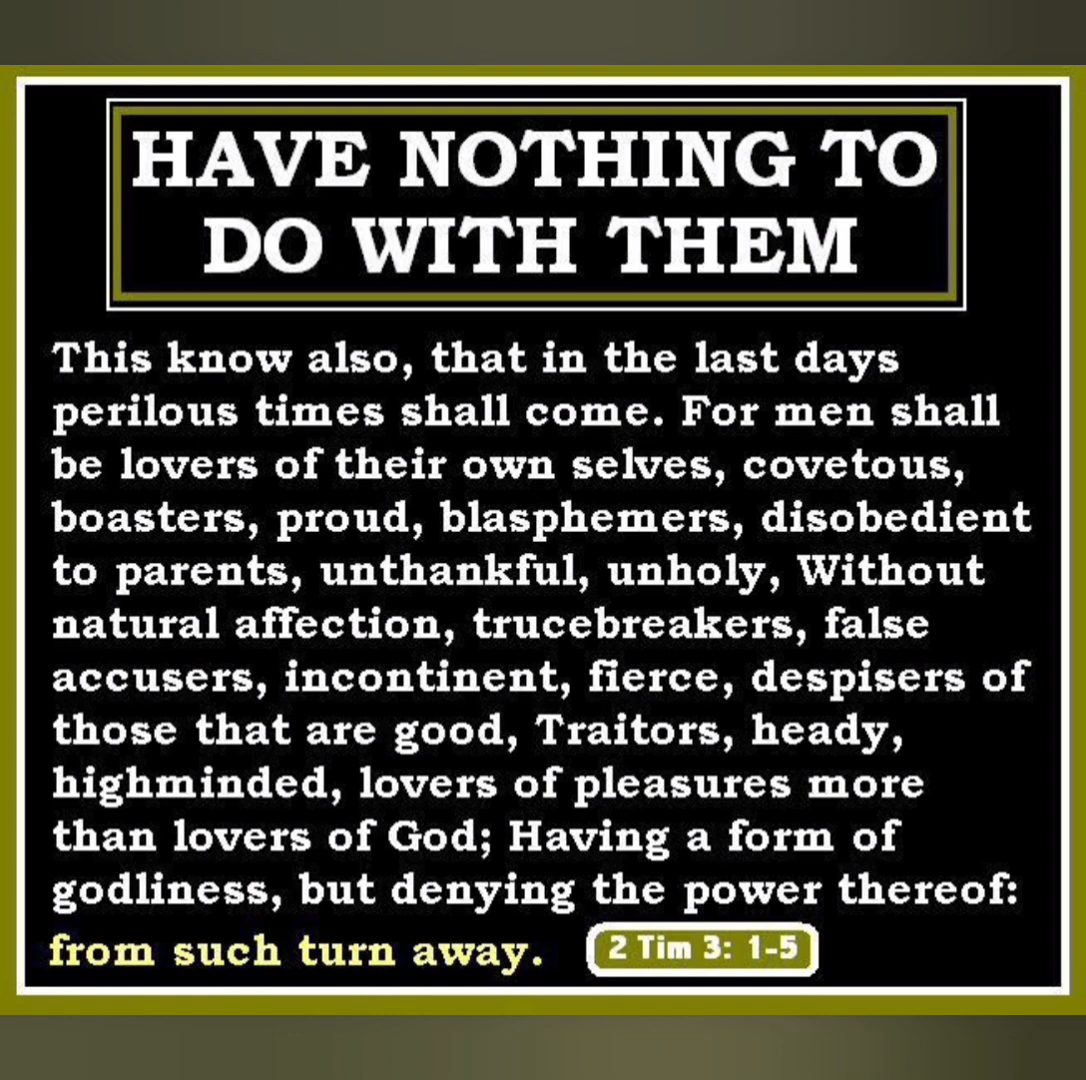 HAVE NOTHING TO
DO WITH THEM
This know also, that in the last days
perilous times shall come. For men shall
be lovers of their own selves, covetous,
boasters, proud, blasphemers, disobedient
to parents, unthankful, unholy, Without
natural affection, trucebreakers, false
accusers, incontinent, fierce, despisers of
those that are good, Traitors, heady,
highminded, lovers of pleasures more
than lovers of God; Having a form of
godliness, but denying the power thereof:
from such turn away. 2 Tim 3: 1-5